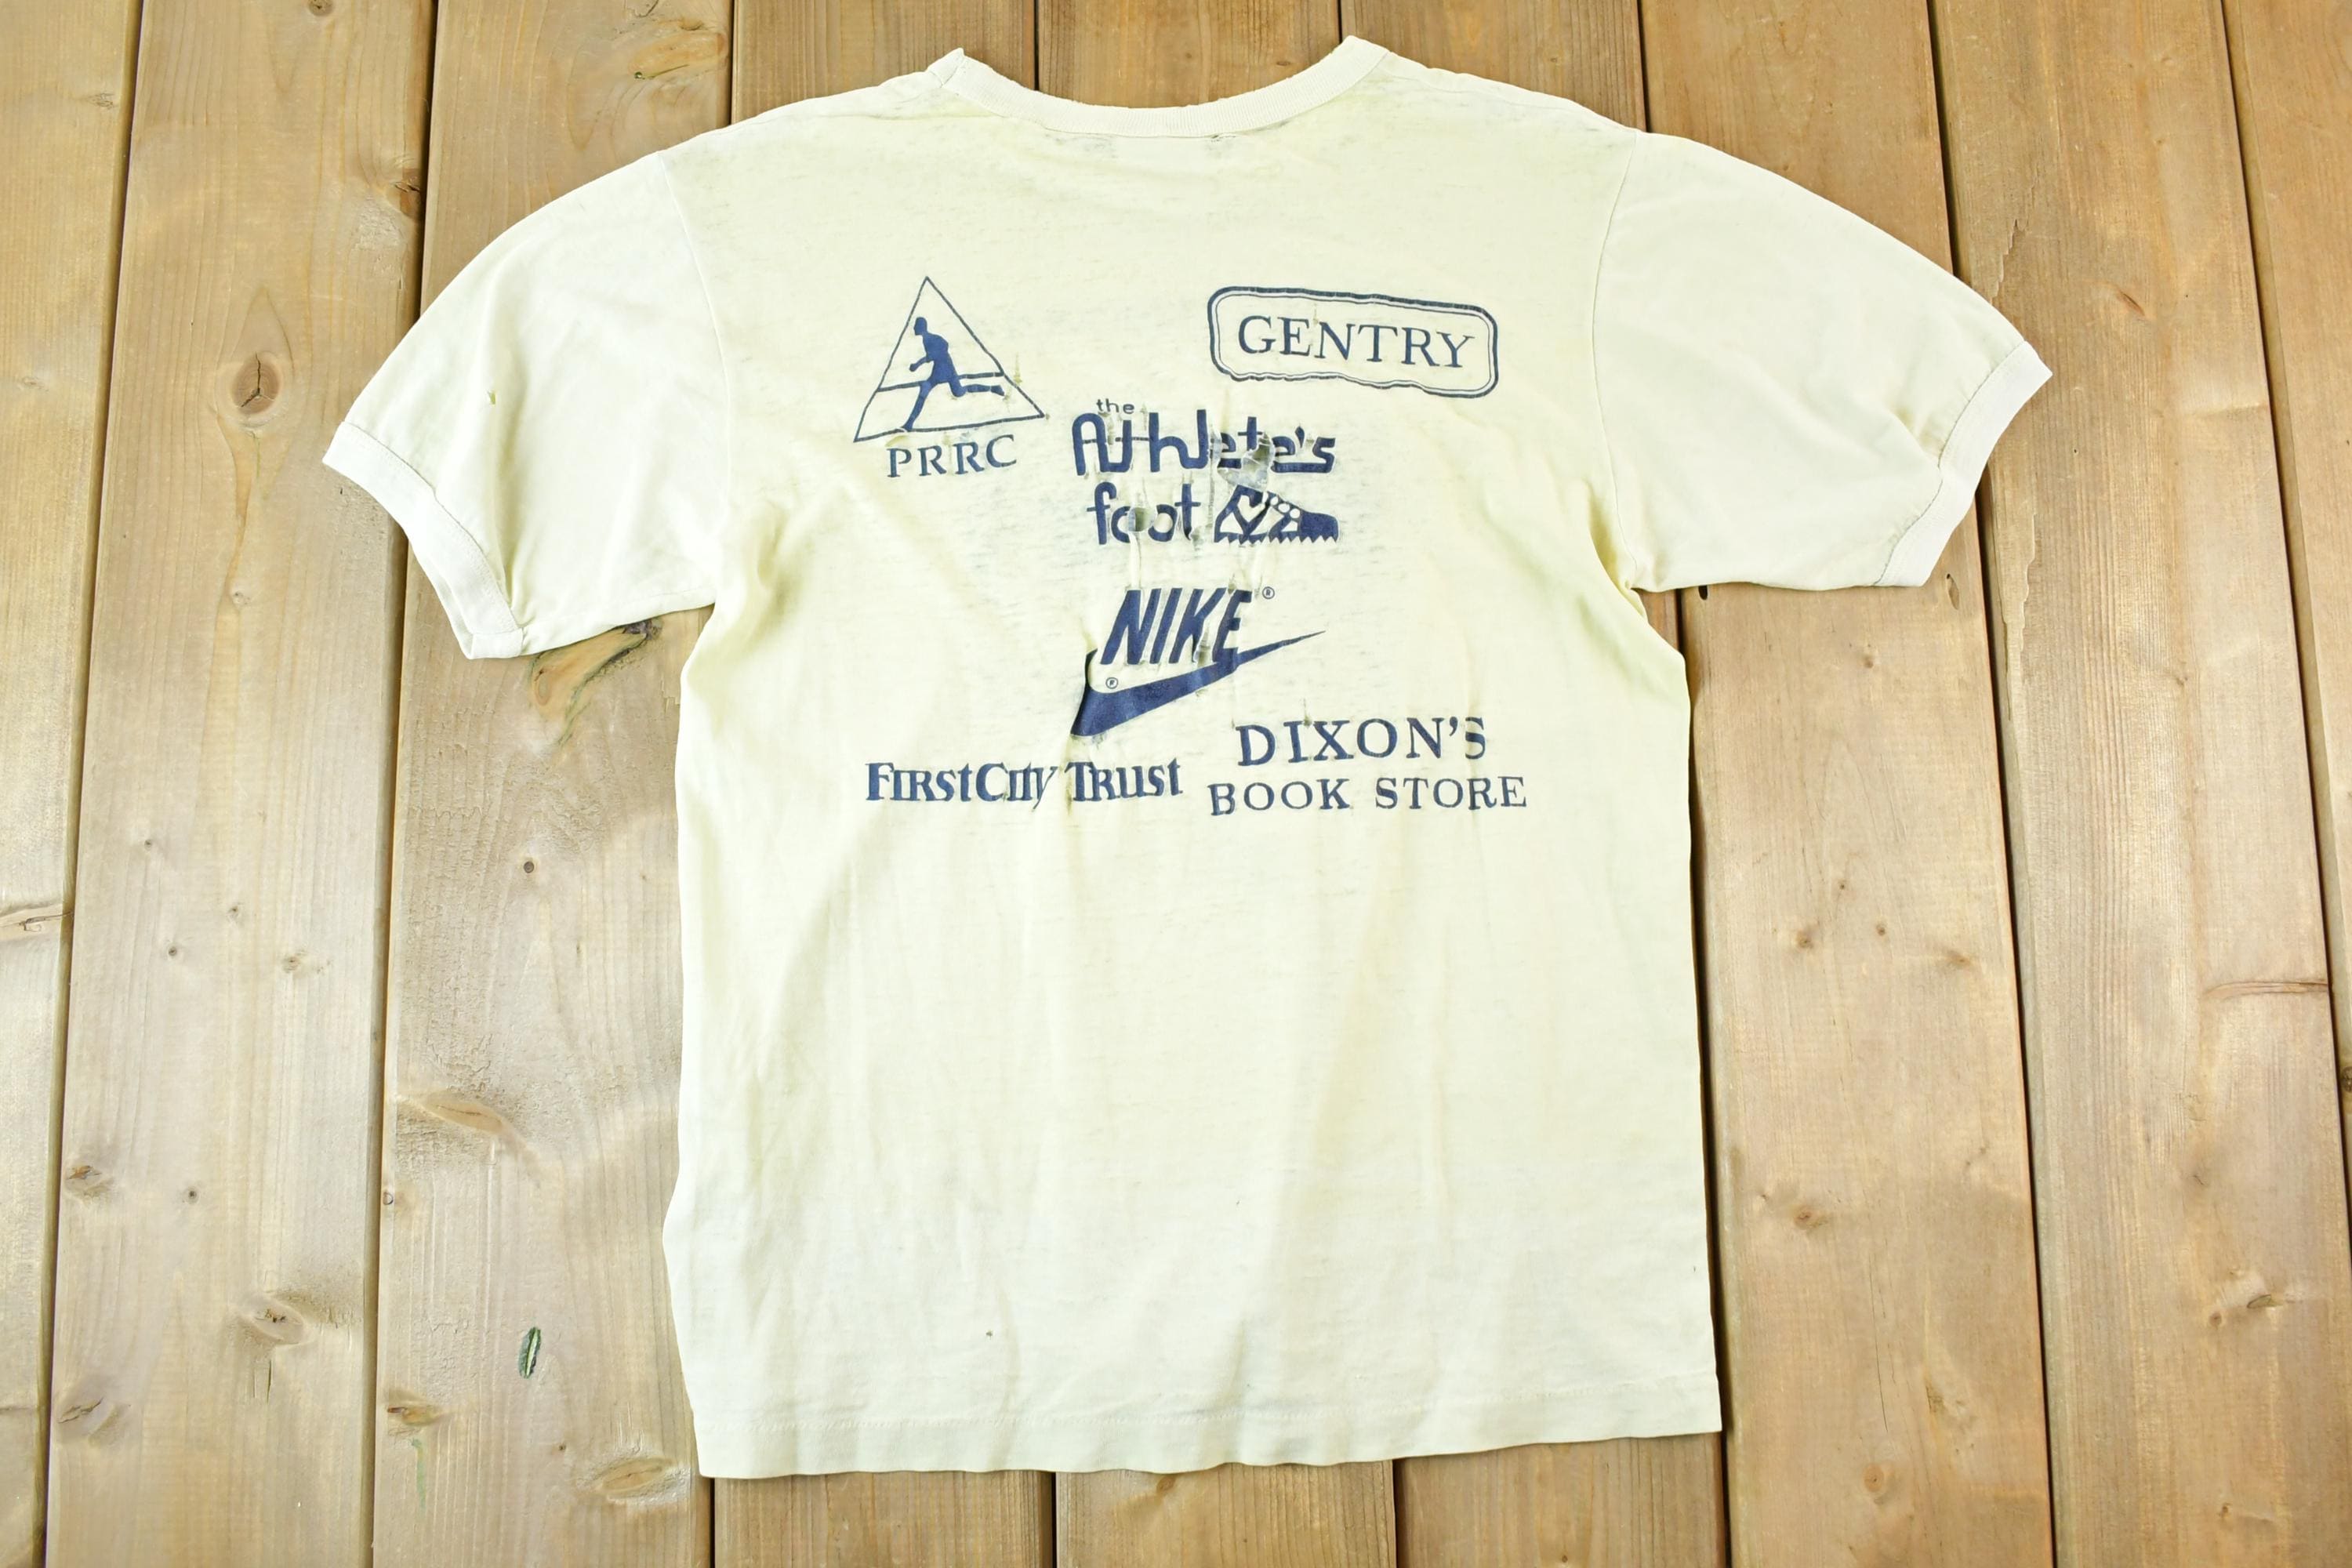 PRRC
GENTRY
the
Athlete's
foot
NIKE®
®
FIRSTCITY TRUST
DIXON'S
BOOK STORE